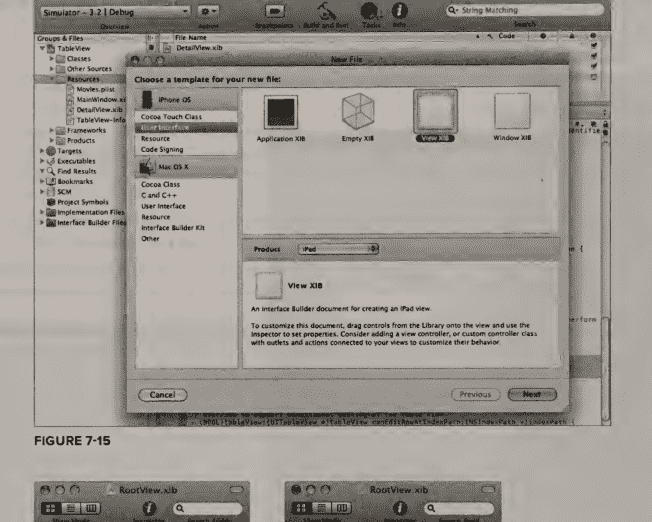 Simulator - 3.2 | Debug
Overview
Action
Breakpoints
Build and Run
Tasks
Info
String Matching
Search
Groups & Files
TableView
Classes
Other Sources
Resources
Movies.plist
MainWindow.xi
DetailView.xib
TableView-Info
Frameworks
Products
Targets
Executables
Find Results
Bookmarks
SCM
Project Symbols
Implementation Files
Interface Builder Files
File Name
Code
DetailView.xib
New File
Choose a template for your new file:
iPhone OS
Cocoa Touch Class
User Interface
Resource
Code Signing
Mac OS X
Cocoa Class
C and C++
User Interface
Resource
Interface Builder Kit
Other
Application XIB
Empty XIB
View XIB
Window XIB
Product
iPad
View XIB
An Interface Builder document for creating an iPad view.
To customize this document, drag controls from the Library onto the view and use the
Inspector to set properties. Consider adding a view controller, or custom controller class
with outlets and actions connected to your views to customize their behavior.
Cancel
Previous
Next
FIGURE 7-15
RootView.xib
RootView.xib